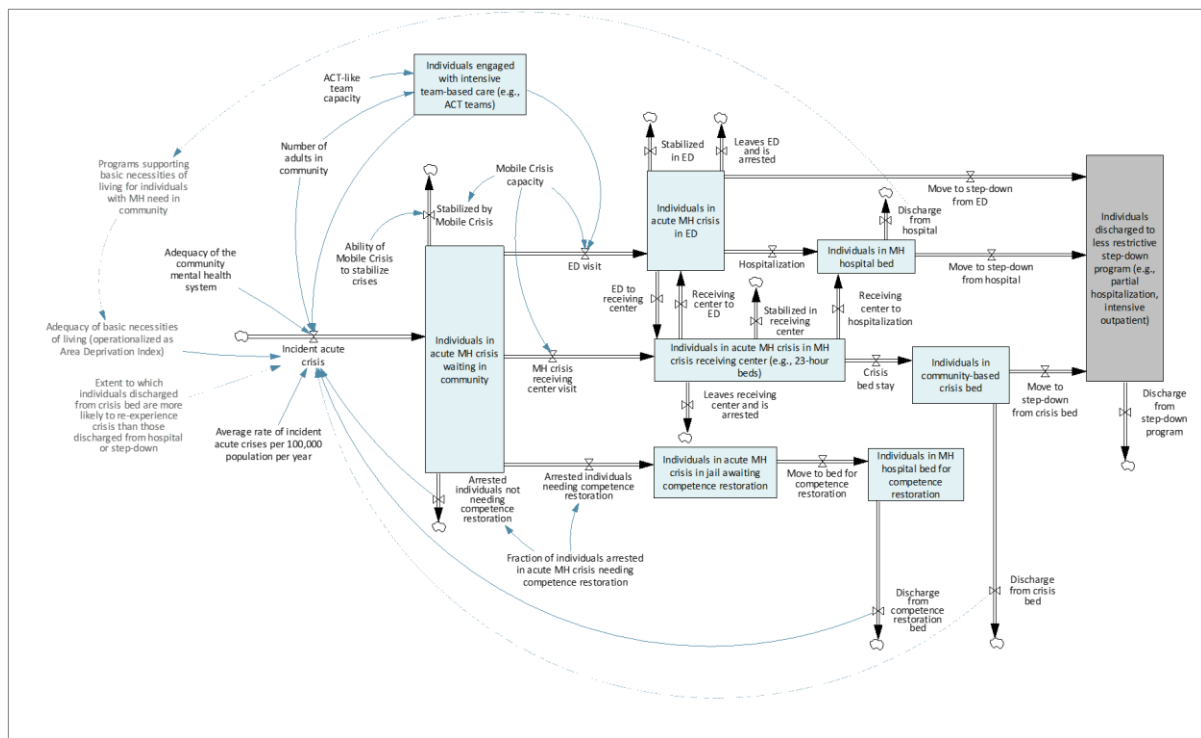 Individuals engaged
with intensive
team-based care (e.g.,
ACT teams)
ACT-like
team
capacity
Number of
adults in
community
Programs supporting
basic necessities of
living for individuals
with MH need in
community
Mobile Crisis
capacity
Stabilized by
Mobile Crisis
Ability of
Mobile Crisis
to stabilize
crises
Adequacy of the
community
mental health
system
Stabilized
in ED
Leaves ED
and is
arrested
Individuals in
acute MH crisis
in ED
Move to step-down
from ED
Discharge
from
hospital
Individuals
discharged to
less restrictive
step-down
program (e.g.,
partial
hospitalization,
intensive
outpatient)
ED visit
Hospitalization
Individuals in MH
hospital bed
Move to step-down
from hospital
ED to
receiving
center
Receiving
center to
ED
Stabilized in
receiving
center
Receiving
center to
hospitalization
Adequacy of basic necessities
of living (operationalized as
Area Deprivation Index)
Incident acute
crisis
Individuals in
acute MH crisis
waiting in
community
MH crisis
receiving
center visit
Individuals in acute MH crisis in MH
crisis receiving center (e.g., 23-hour
beds)
Crisis
bed stay
Individuals in
community-based
crisis bed
Move to
step-down
from crisis bed
Discharge
from
step-down
program
Extent to which
individuals discharged
from crisis bed are more
likely to re-experience
crisis than those
discharged from hospital
or step-down
Average rate of incident
acute crises per 100,000
population per year
Leaves receiving
center and is
arrested
Arrested
individuals not
needing
competence
restoration
Arrested individuals
needing competence
restoration
Individuals in acute MH
crisis in jail awaiting
competence restoration
Move to bed for
competence
restoration
Individuals in MH
hospital bed for
competence
restoration
Fraction of individuals arrested
in acute MH crisis needing
competence restoration
Discharge
from
competence
restoration
bed
Discharge
from crisis
bed